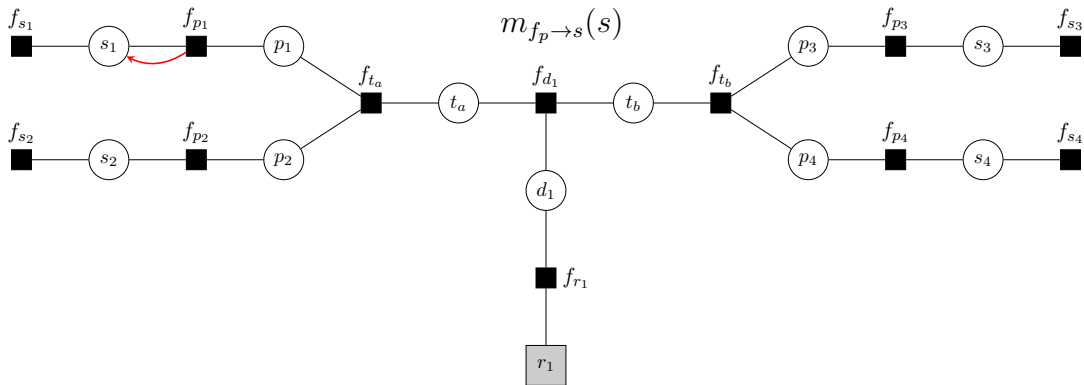 m_{f_p→s}(s)
f_{s_1} f_{p_1} f_{p_3} f_{s_3}
s_1 p_1 p_3 s_3
f_{t_a} f_{d_1} f_{t_b}
t_a t_b
f_{s_2} f_{p_2} f_{p_4} f_{s_4}
s_2 p_2 p_4 s_4
d_1
f_{r_1}
r_1